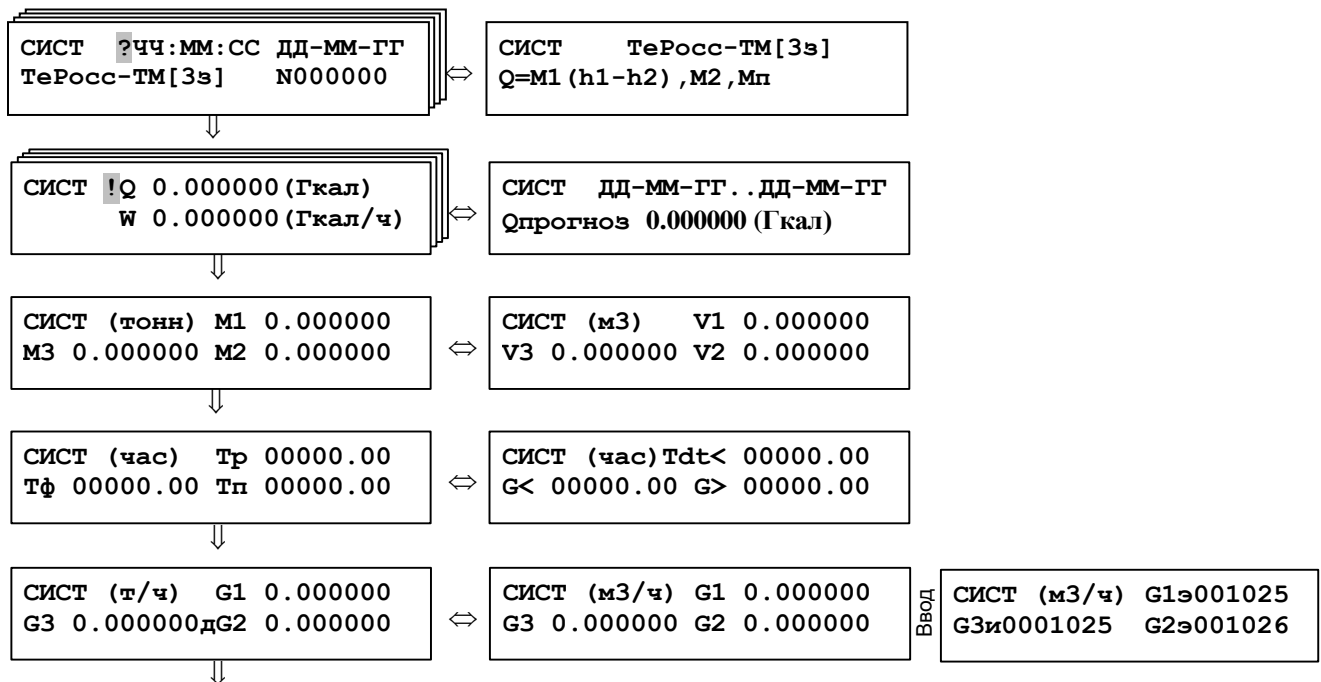 СИСТ ?ЧЧ:ММ:СС ДД-ММ-ГГ
ТеРосс-ТМ[3з] N000000
СИСТ ТеРосс-ТМ[3з]
Q=M1(h1-h2),M2,Мп
СИСТ !Q 0.000000(Гкал)
W 0.000000(Гкал/ч)
СИСТ ДД-ММ-ГГ..ДД-ММ-ГГ
Qпрогноз 0.000000 (Гкал)
СИСТ (тонн) M1 0.000000
M3 0.000000 M2 0.000000
СИСТ (м3) V1 0.000000
V3 0.000000 V2 0.000000
СИСТ (час) Тр 00000.00
Тф 00000.00 Тп 00000.00
СИСТ (час)Tdt< 00000.00
G< 00000.00 G> 00000.00
СИСТ (т/ч) G1 0.000000
G3 0.000000дG2 0.000000
СИСТ (м3/ч) G1 0.000000
G3 0.000000 G2 0.000000
Ввод
СИСТ (м3/ч) G1э001025
G3и0001025 G2э001026